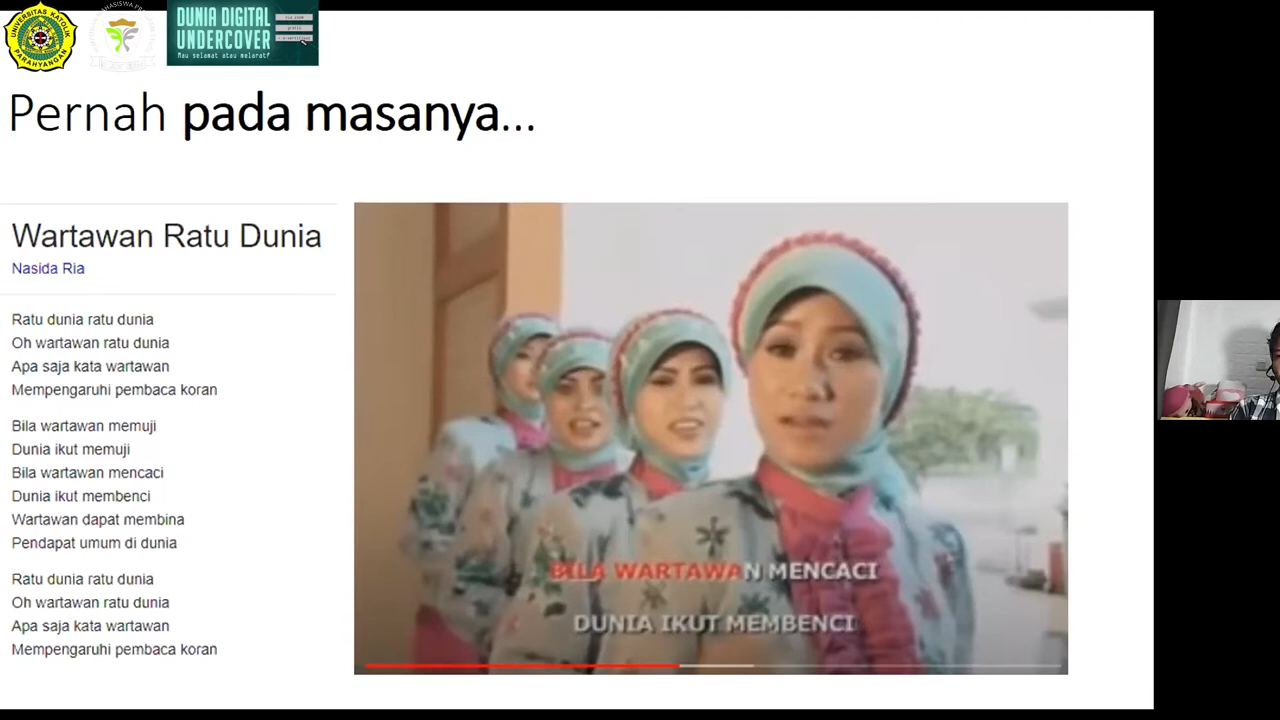 UNIVERSITAS KATOLIK
PARAHYANGAN
DUNIA DIGITAL
UNDERCOVER
Mau selamat atau melarat?
Pernah pada masanya...
Wartawan Ratu Dunia
Nasida Ria
Ratu dunia ratu dunia
Oh wartawan ratu dunia
Apa saja kata wartawan
Mempengaruhi pembaca koran
Bila wartawan memuji
Dunia ikut memuji
Bila wartawan mencaci
Dunia ikut membenci
Wartawan dapat membina
Pendapat umum di dunia
Ratu dunia ratu dunia
Oh wartawan ratu dunia
Apa saja kata wartawan
Mempengaruhi pembaca koran
BILA WARTAWAN MENCACI
DUNIA IKUT MEMBENCI